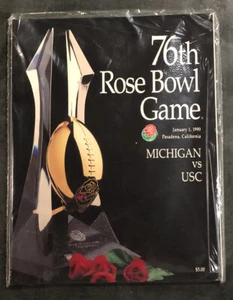 76th
Rose Bowl
Game
January 1, 1990
Pasadena, California
MICHIGAN
vs
USC
$5.00